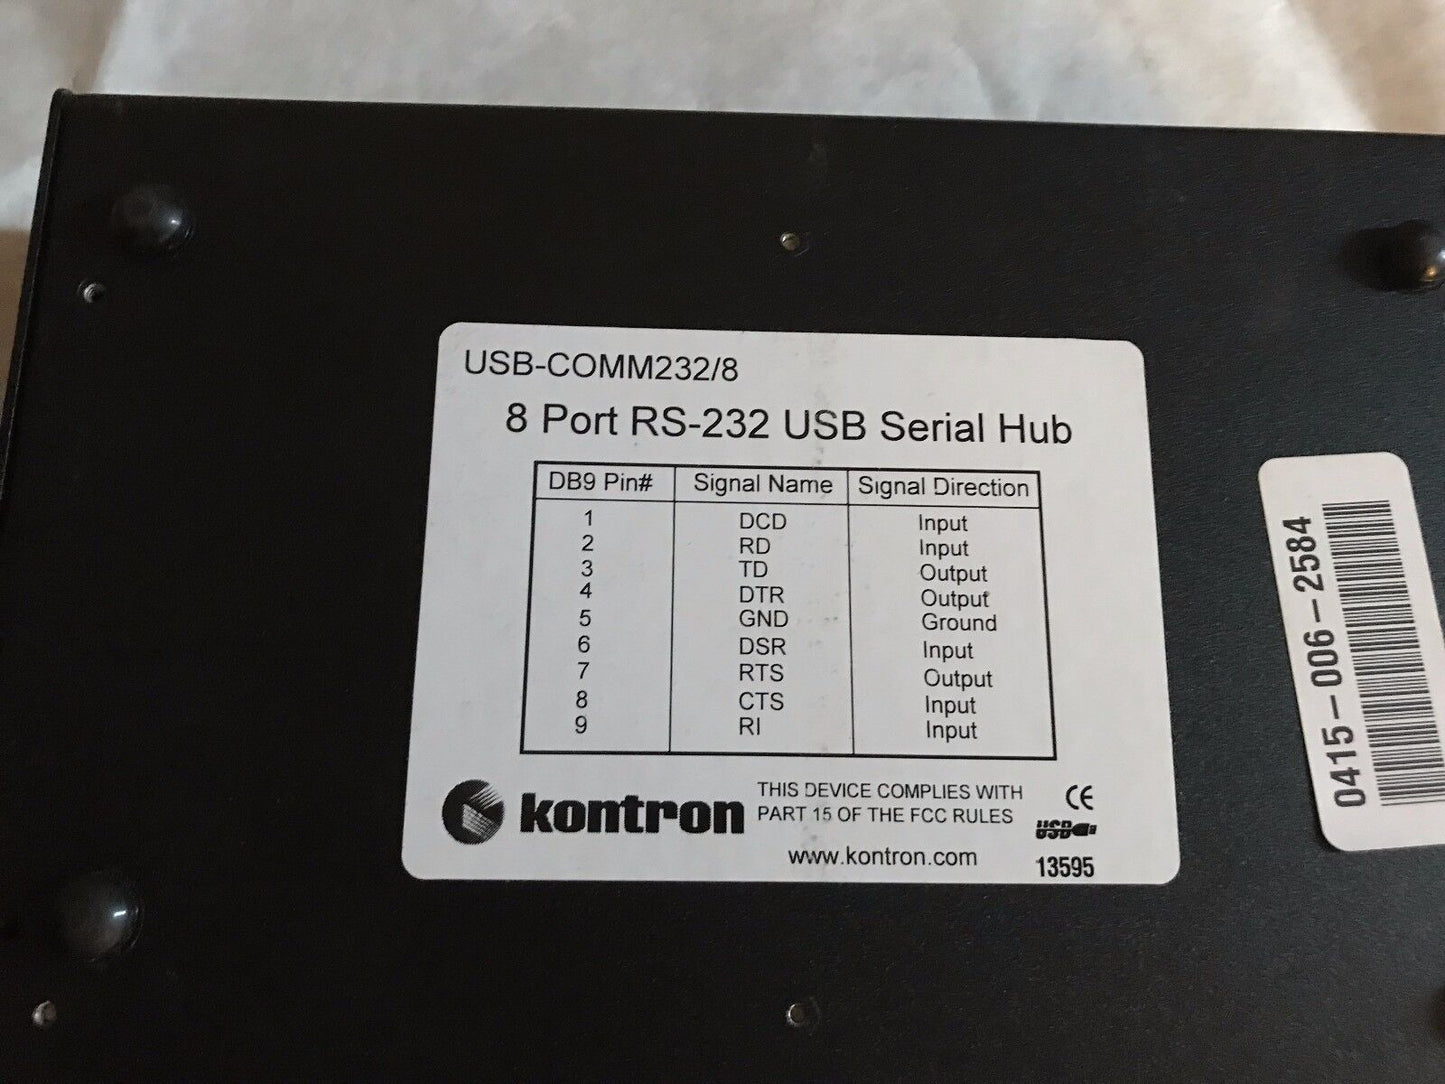 USB-COMM232/8
8 Port RS-232 USB Serial Hub
DB9 Pin# Signal Name Signal Direction
1 DCD Input
2 RD Input
3 TD Output
4 DTR Output
5 GND Ground
6 DSR Input
7 RTS Output
8 CTS Input
9 RI Input
kontron
THIS DEVICE COMPLIES WITH
PART 15 OF THE FCC RULES
CE
USB
www.kontron.com
13595
0415-006-2584